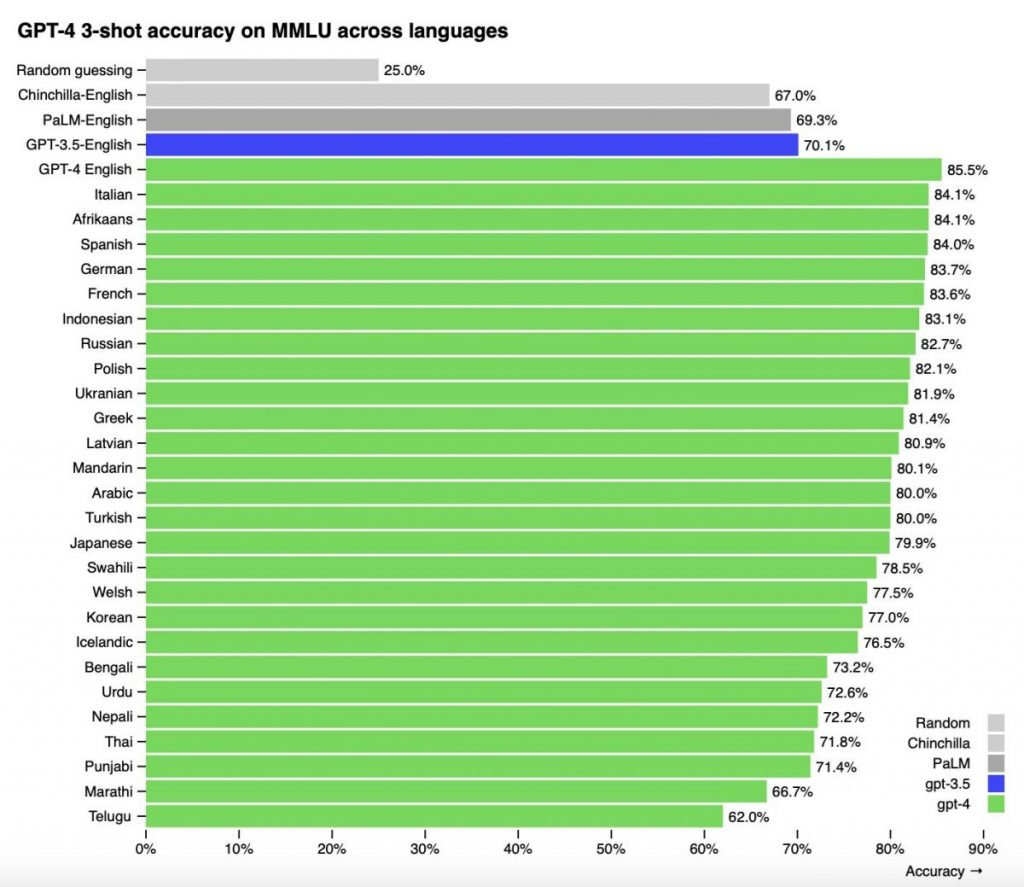 GPT-4 3-shot accuracy on MMLU across languages
Random guessing 25.0%
Chinchilla-English 67.0%
PaLM-English 69.3%
GPT-3.5-English 70.1%
GPT-4 English 85.5%
Italian 84.1%
Afrikaans 84.1%
Spanish 84.0%
German 83.7%
French 83.6%
Indonesian 83.1%
Russian 82.7%
Polish 82.1%
Ukranian 81.9%
Greek 81.4%
Latvian 80.9%
Mandarin 80.1%
Arabic 80.0%
Turkish 80.0%
Japanese 79.9%
Swahili 78.5%
Welsh 77.5%
Korean 77.0%
Icelandic 76.5%
Bengali 73.2%
Urdu 72.6%
Nepali 72.2%
Thai 71.8%
Punjabi 71.4%
Marathi 66.7%
Telugu 62.0%
Random
Chinchilla
PaLM
gpt-3.5
gpt-4
0% 10% 20% 30% 40% 50% 60% 70% 80% 90%
Accuracy →